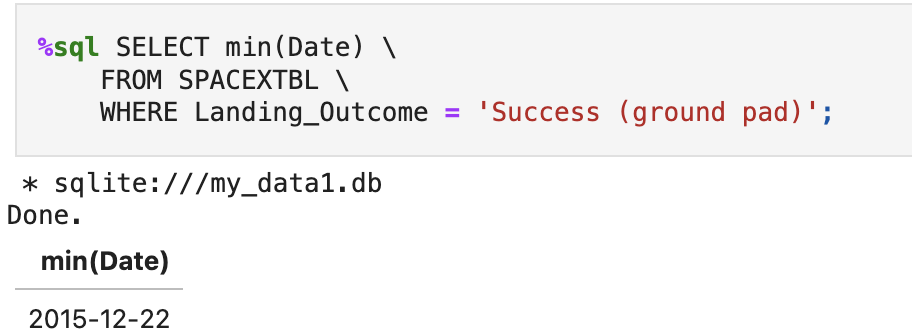 %sql SELECT min(Date) \
FROM SPACEXTBL \
WHERE Landing_Outcome = 'Success (ground pad)';
* sqlite:///my_data1.db
Done.
min(Date)
2015-12-22